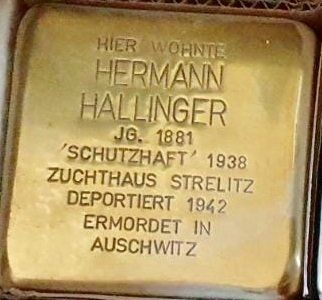 HIER WOHNTE
HERMANN
HALLINGER
JG. 1881
'SCHUTZHAFT' 1938
ZUCHTHAUS STRELITZ
DEPORTIERT 1942
ERMORDET IN
AUSCHWITZ